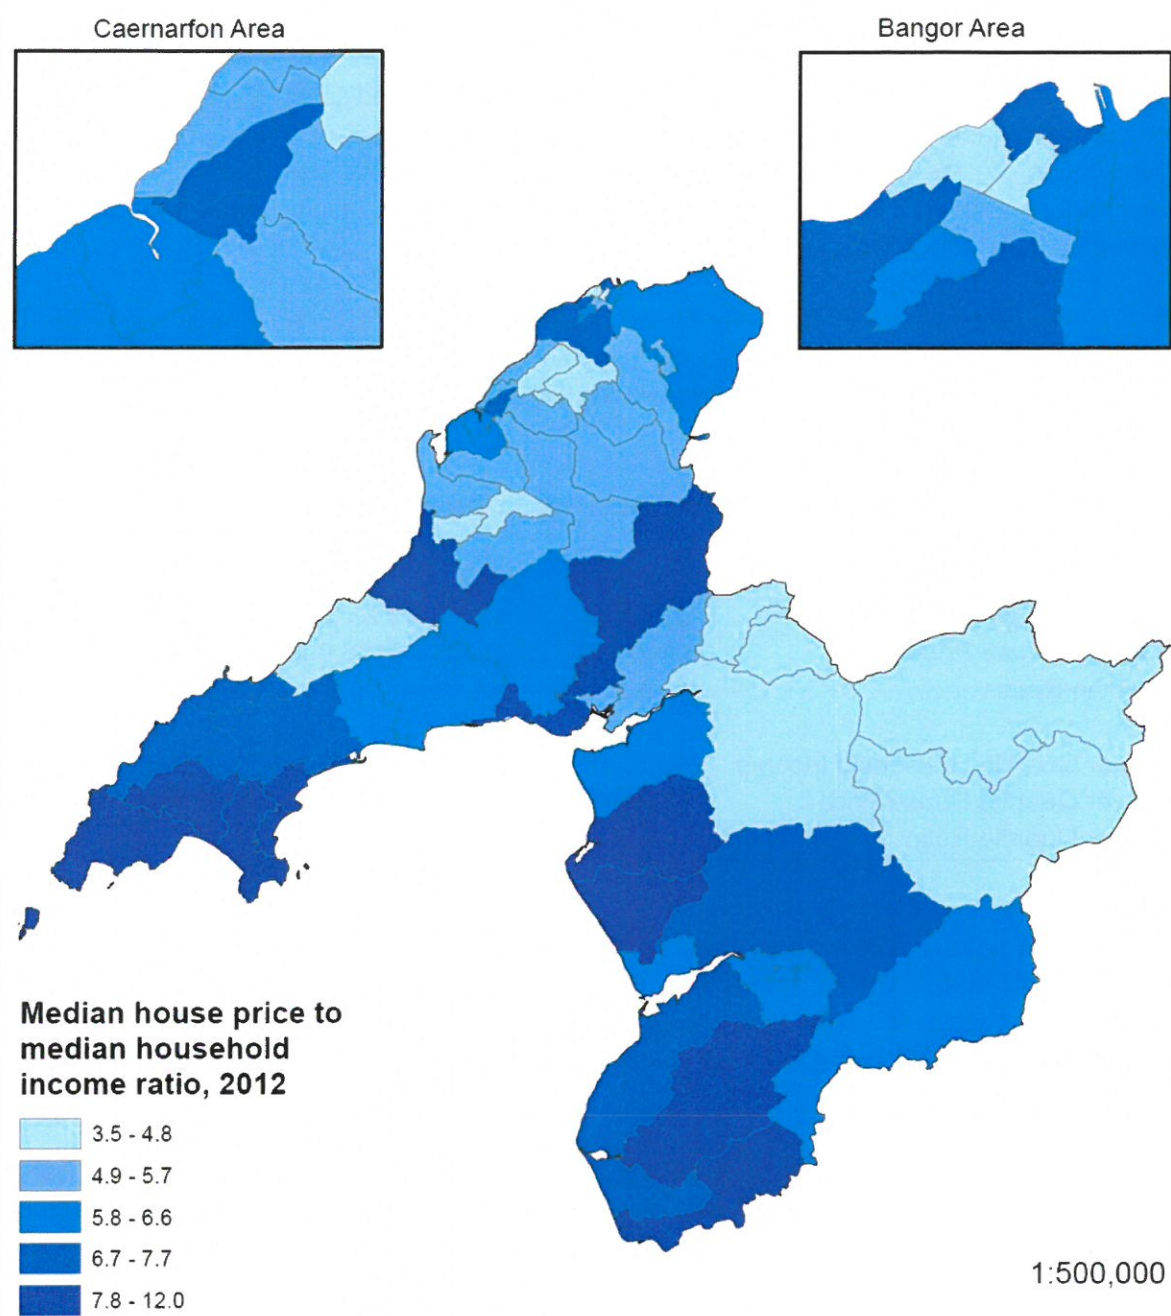 Caernarfon Area
Bangor Area
Median house price to
median household
income ratio, 2012
3.5 - 4.8
4.9 - 5.7
5.8 - 6.6
6.7 - 7.7
7.8 - 12.0
1:500,000